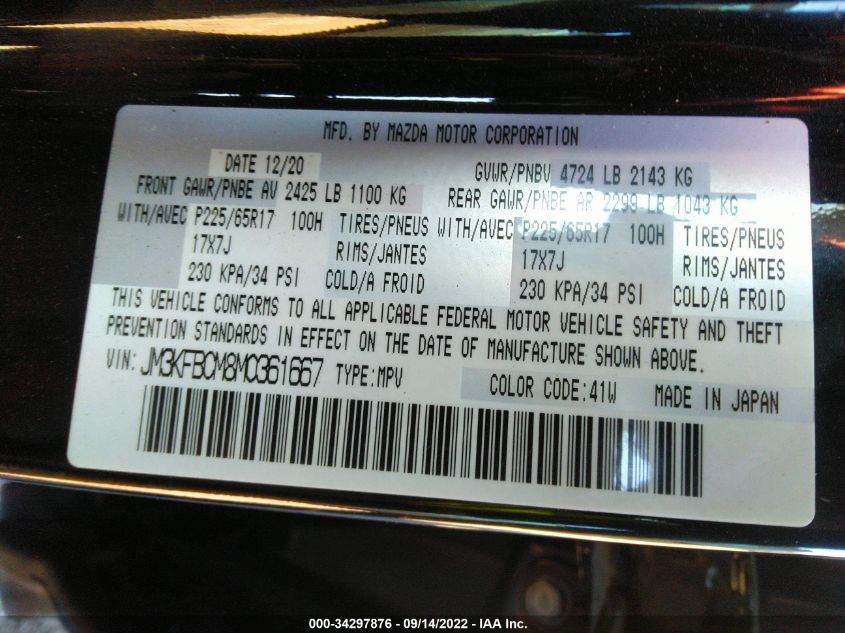 MFD. BY MAZDA MOTOR CORPORATION
DATE 12/20 GVWR/PNBV 4724 LB 2143 KG
FRONT GAWR/PNBE AV 2425 LB 1100 KG REAR GAWR/PNBE AR 2299 LB 1043 KG
WITH/AVEC P225/65R17 100H TIRES/PNEUS WITH/AVEC P225/65R17 100H TIRES/PNEUS
17X7J RIMS/JANTES 17X7J RIMS/JANTES
230 KPA/34 PSI COLD/A FROID 230 KPA/34 PSI COLD/A FROID
THIS VEHICLE CONFORMS TO ALL APPLICABLE FEDERAL MOTOR VEHICLE SAFETY AND THEFT
PREVENTION STANDARDS IN EFFECT ON THE DATE OF MANUFACTURE SHOWN ABOVE.
VIN: JM3KFBCM8M0361667 TYPE:MPV COLOR CODE:41W MADE IN JAPAN
000-34297876 - 09/14/2022 - IAA Inc.